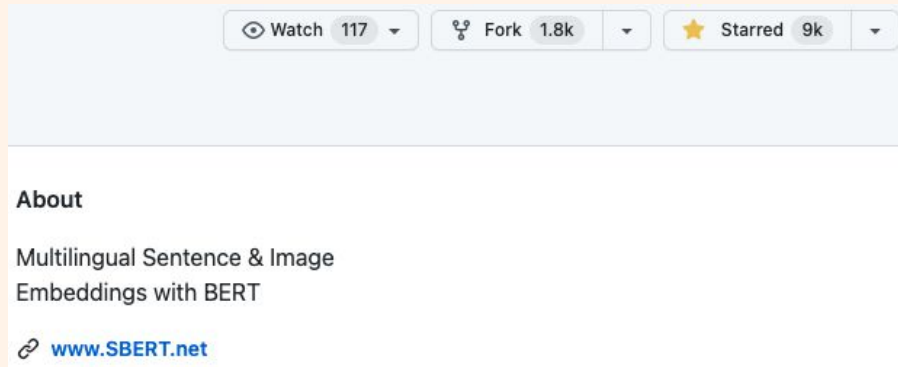 Watch 117 Fork 1.8k Starred 9k
About
Multilingual Sentence & Image
Embeddings with BERT
www.SBERT.net